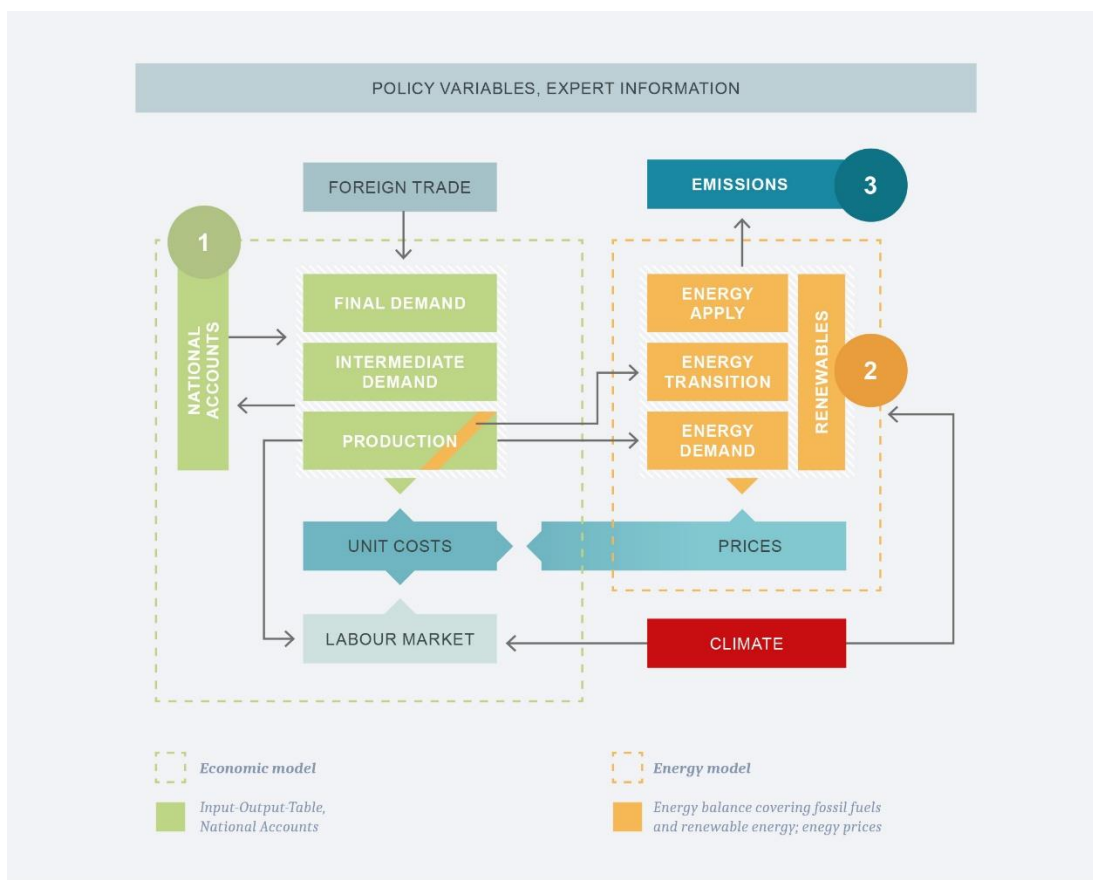 POLICY VARIABLES, EXPERT INFORMATION
FOREIGN TRADE
EMISSIONS
3
1
NATIONAL
ACCOUNTS
FINAL DEMAND
INTERMEDIATE
DEMAND
PRODUCTION
ENERGY
APPLY
ENERGY
TRANSITION
ENERGY
DEMAND
RENEWABLES
2
UNIT COSTS
PRICES
LABOUR MARKET
CLIMATE
Economic model
Input-Output-Table,
National Accounts
Energy model
Energy balance covering fossil fuels
and renewable energy; enegy prices